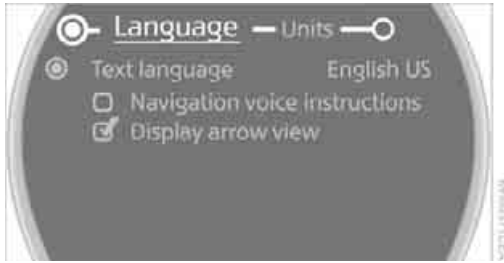 Language Units
Text language English US
Navigation voice instructions
Display arrow view